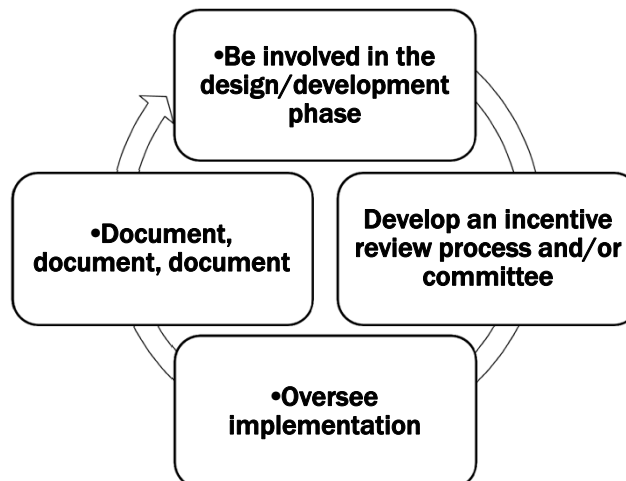 •Be involved in the
design/development
phase
Develop an incentive
review process and/or
committee
•Oversee
implementation
•Document,
document, document